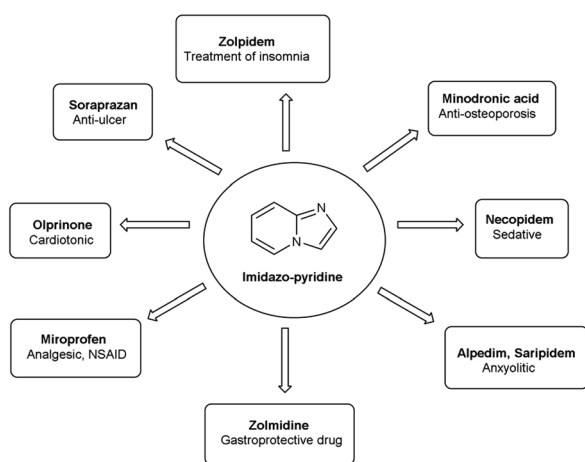 Zolpidem
Treatment of insomnia
Soraprazan
Anti-ulcer
Minodronic acid
Anti-osteoporosis
Olprinone
Cardiotonic
N
N
Imidazo-pyridine
Necopidem
Sedative
Miroprofen
Analgesic, NSAID
Alpedim, Saripidem
Anxyolitic
Zolmidine
Gastroprotective drug